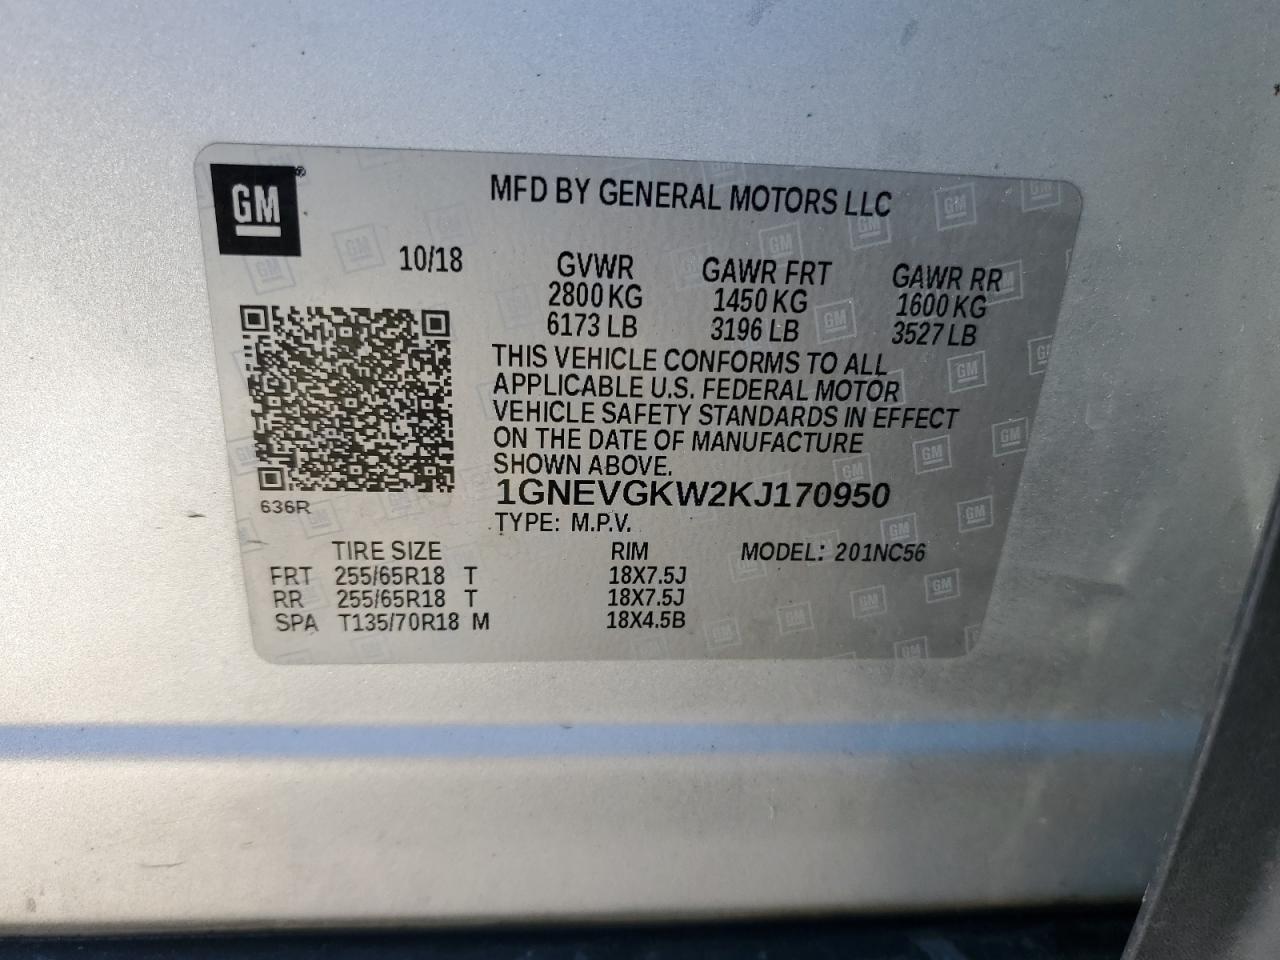 GM
MFD BY GENERAL MOTORS LLC
10/18 GVWR GAWR FRT GAWR RR
2800 KG 1450 KG 1600 KG
6173 LB 3196 LB 3527 LB
THIS VEHICLE CONFORMS TO ALL
APPLICABLE U.S. FEDERAL MOTOR
VEHICLE SAFETY STANDARDS IN EFFECT
ON THE DATE OF MANUFACTURE
SHOWN ABOVE.
1GNEVGKW2KJ170950
636R
TYPE: M.P.V.
TIRE SIZE RIM MODEL: 201NC56
FRT 255/65R18 T 18X7.5J
RR 255/65R18 T 18X7.5J
SPA T135/70R18 M 18X4.5B